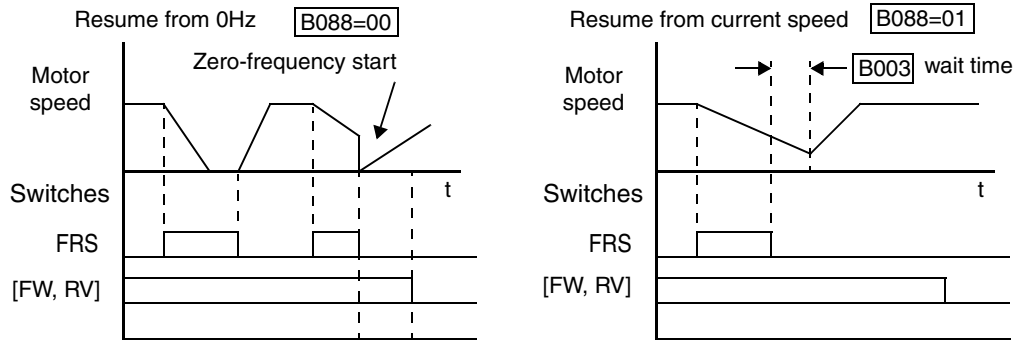 Resume from 0Hz B088=00
Zero-frequency start
Motor
speed
t
Switches
FRS
[FW, RV]
Resume from current speed B088=01
B003 wait time
Motor
speed
t
Switches
FRS
[FW, RV]